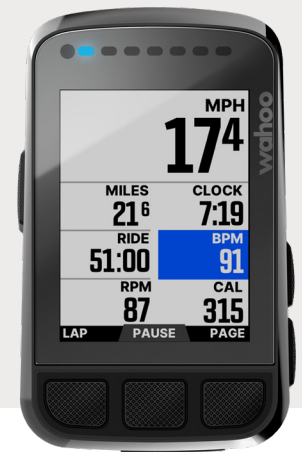 MPH
17⁴
wahoo
MILES CLOCK
21⁶ 7:19
RIDE BPM
51:00 91
RPM CAL
87 315
LAP PAUSE PAGE